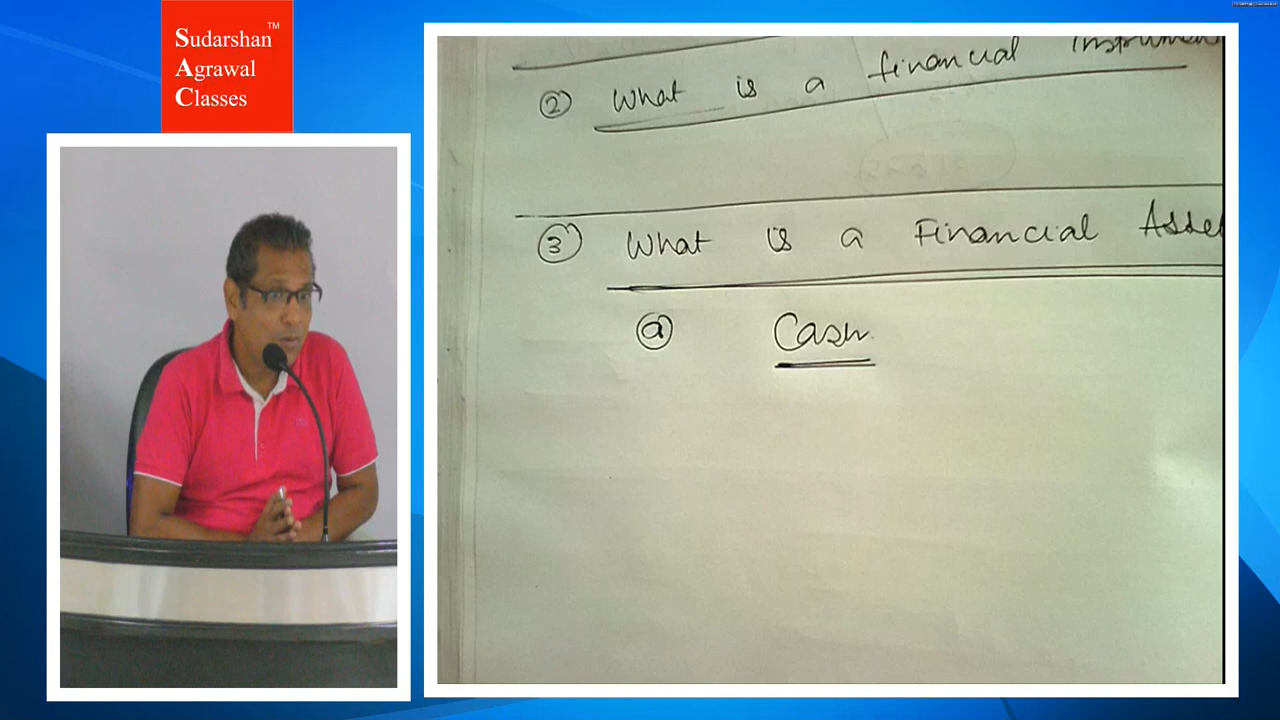 Sudarshan™
Agrawal
Classes
② What is a financial
③ What is a Financial
ⓐ Cash